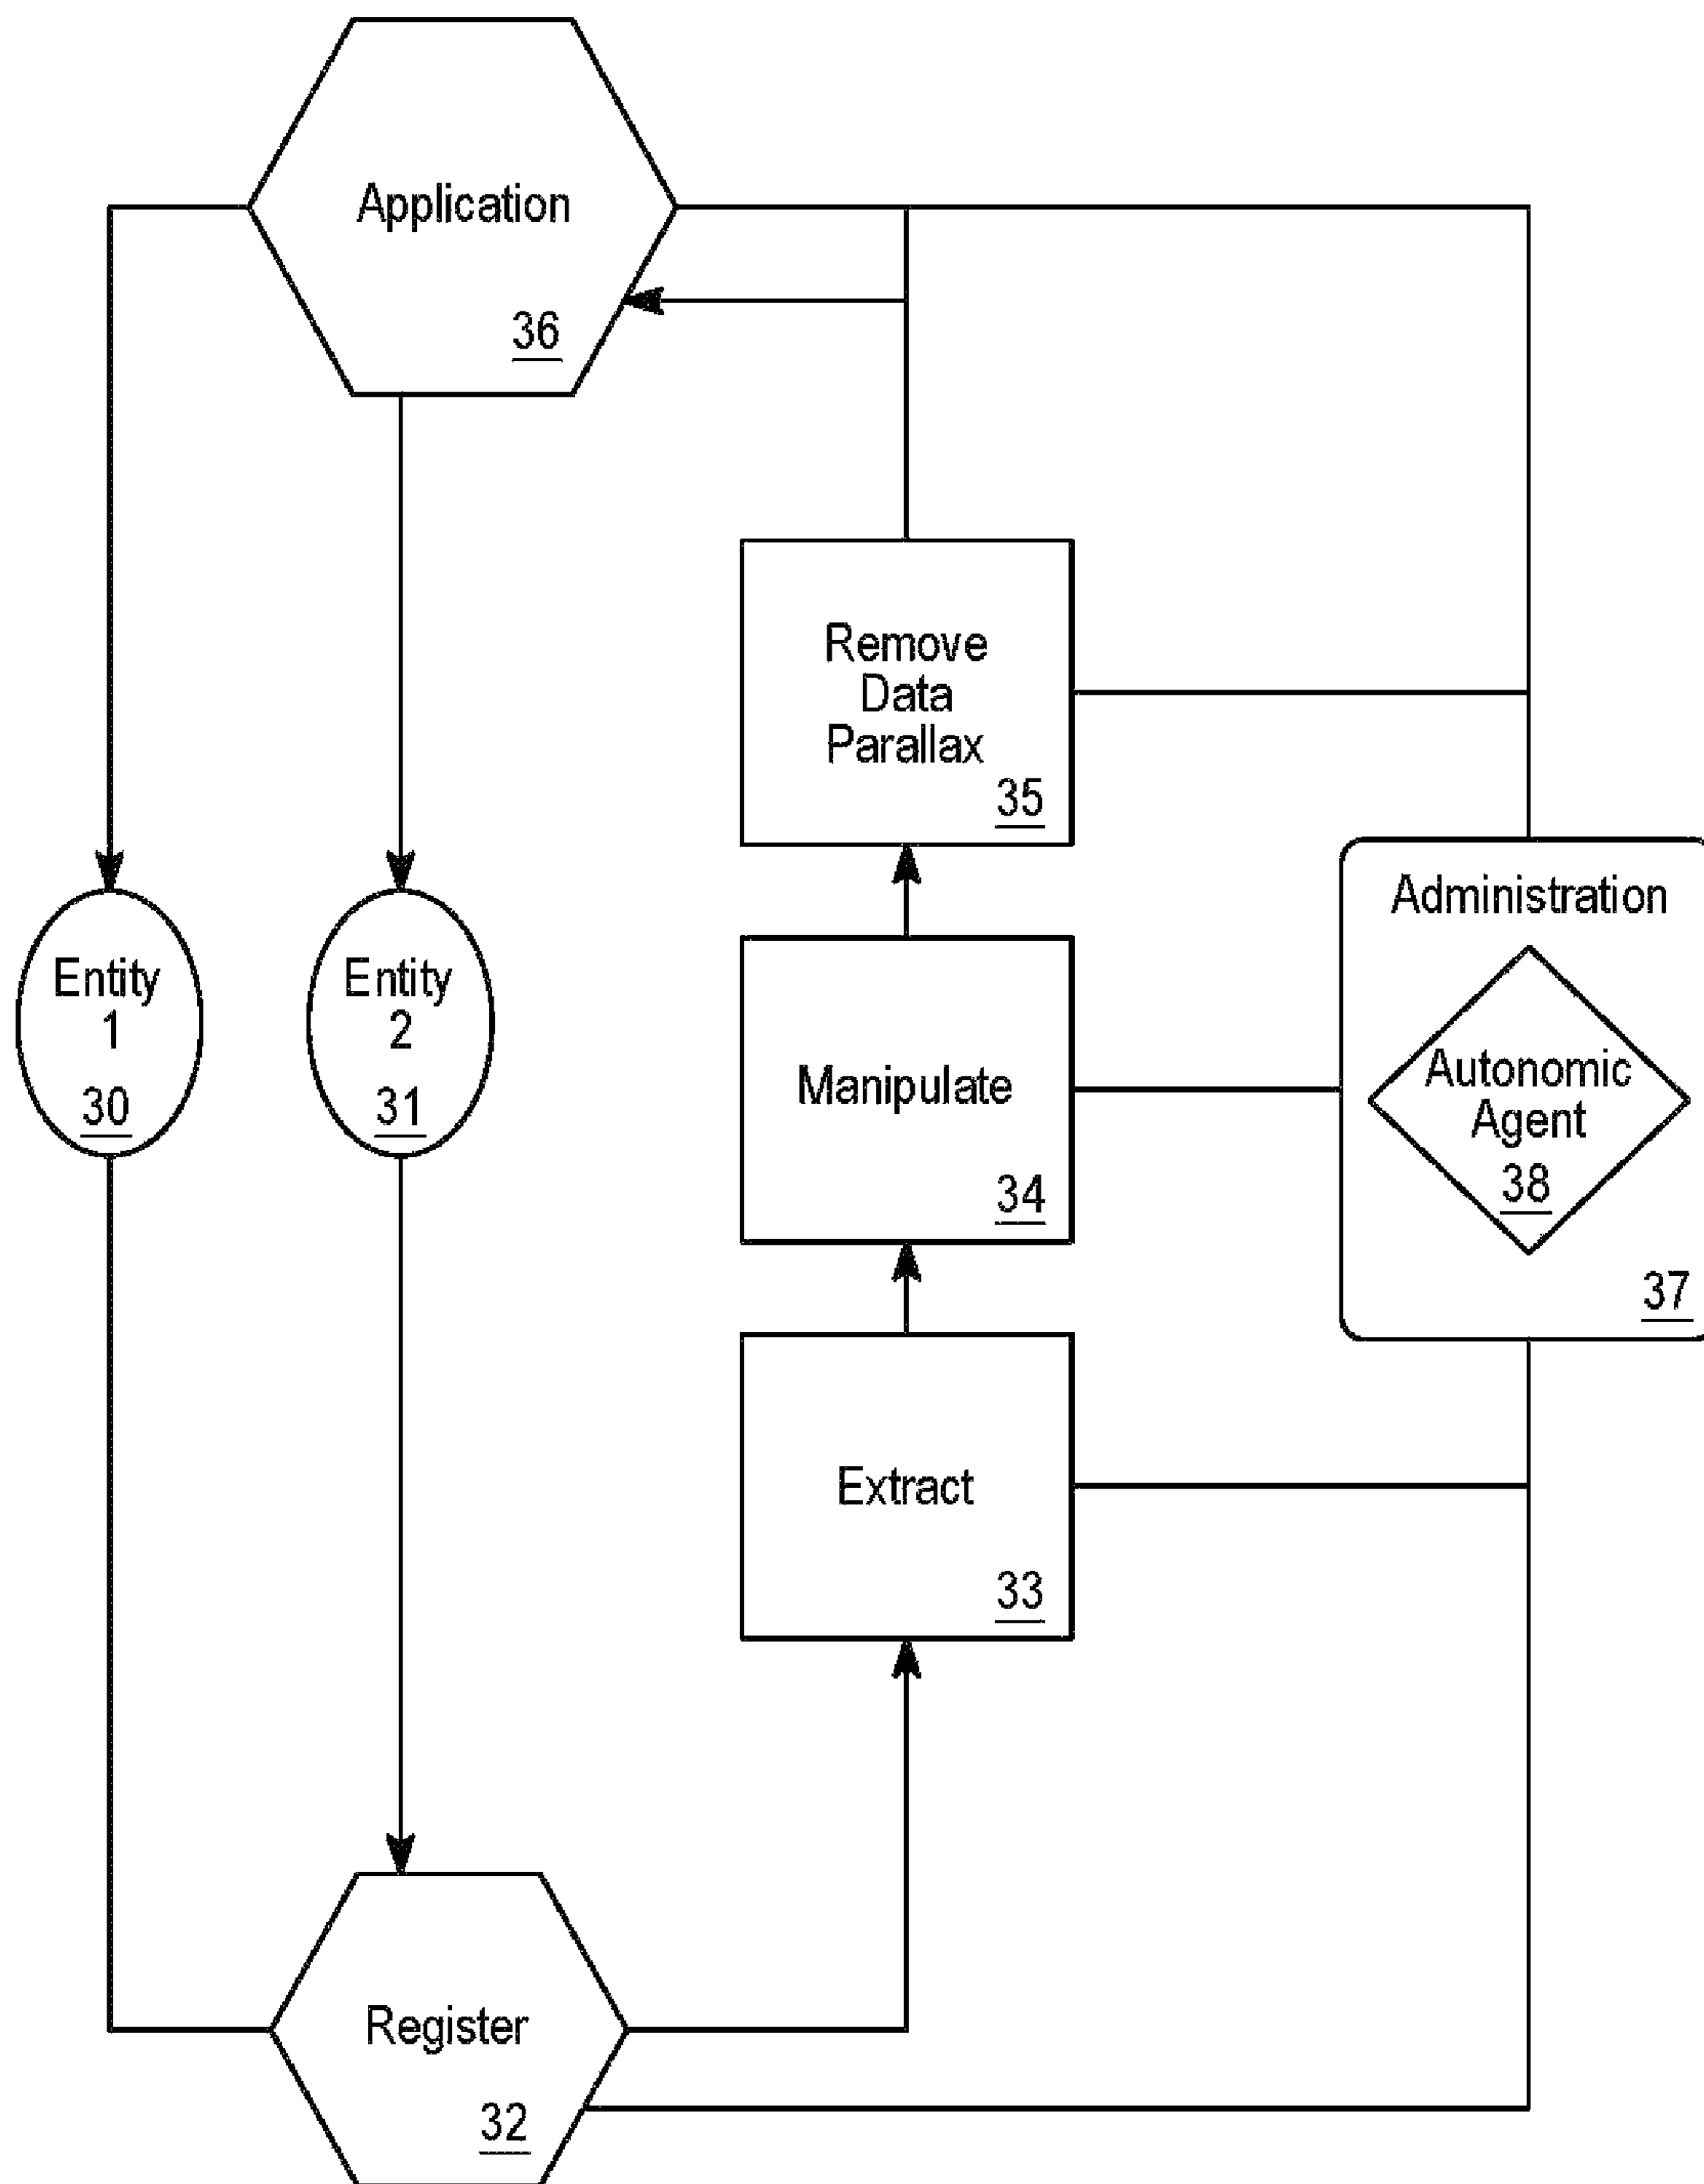 Application
36
Remove
Data
Parallax
35
Administration
Entity
1
30
Entity
2
31
Manipulate
34
Autonomic
Agent
38
37
Extract
33
Register
32